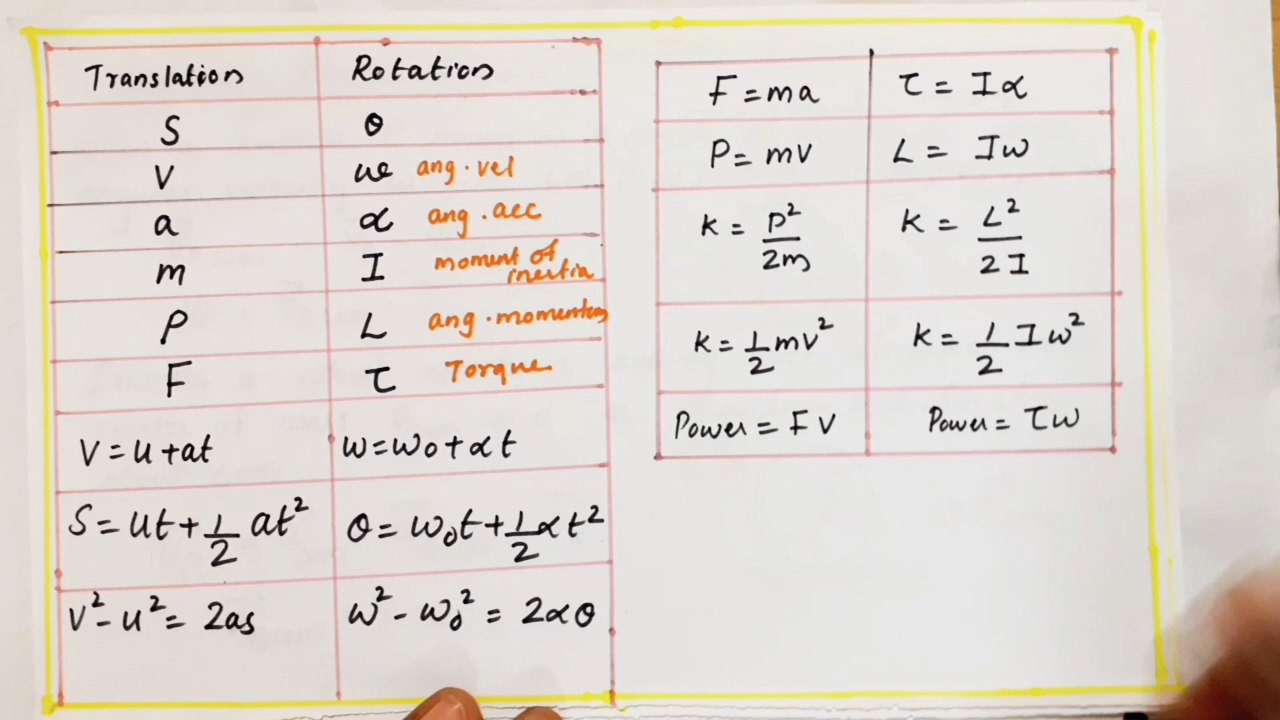 Translation Rotation
S θ
V ω ang. vel
a α ang. acc
m I moment of inertia
P L ang. momentum
F τ Torque
V = u + at ω = ω₀ + αt
S = ut + 1/2 at² θ = ω₀t + 1/2 αt²
V² - u² = 2as ω² - ω₀² = 2αθ
F = ma τ = Iα
P = mv L = Iω
K = P²/2m K = L²/2I
K = 1/2 mv² K = 1/2 Iω²
Power = FV Power = τω